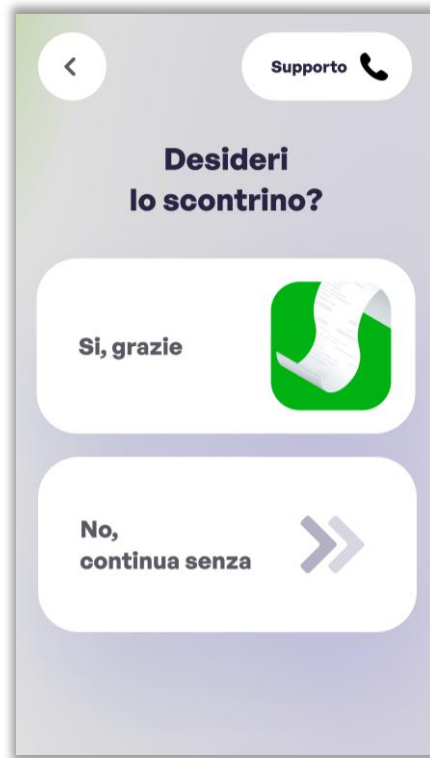 Supporto
Desideri
lo scontrino?
Si, grazie
No,
continua senza